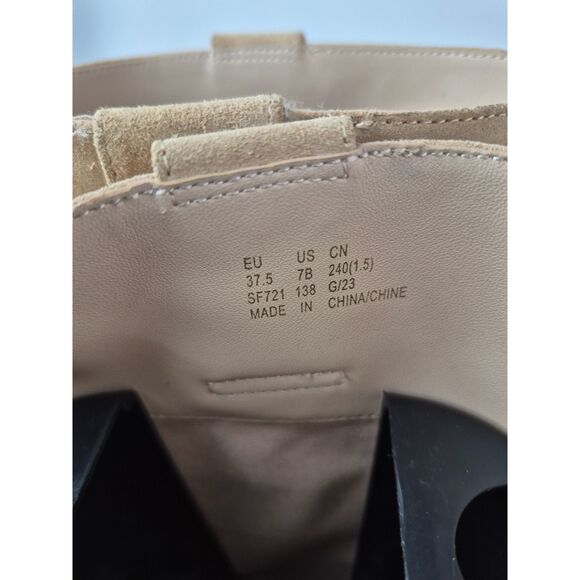 EU US CN
37.5 7B 240(1.5)
SF721 138 G/23
MADE IN CHINA/CHINE